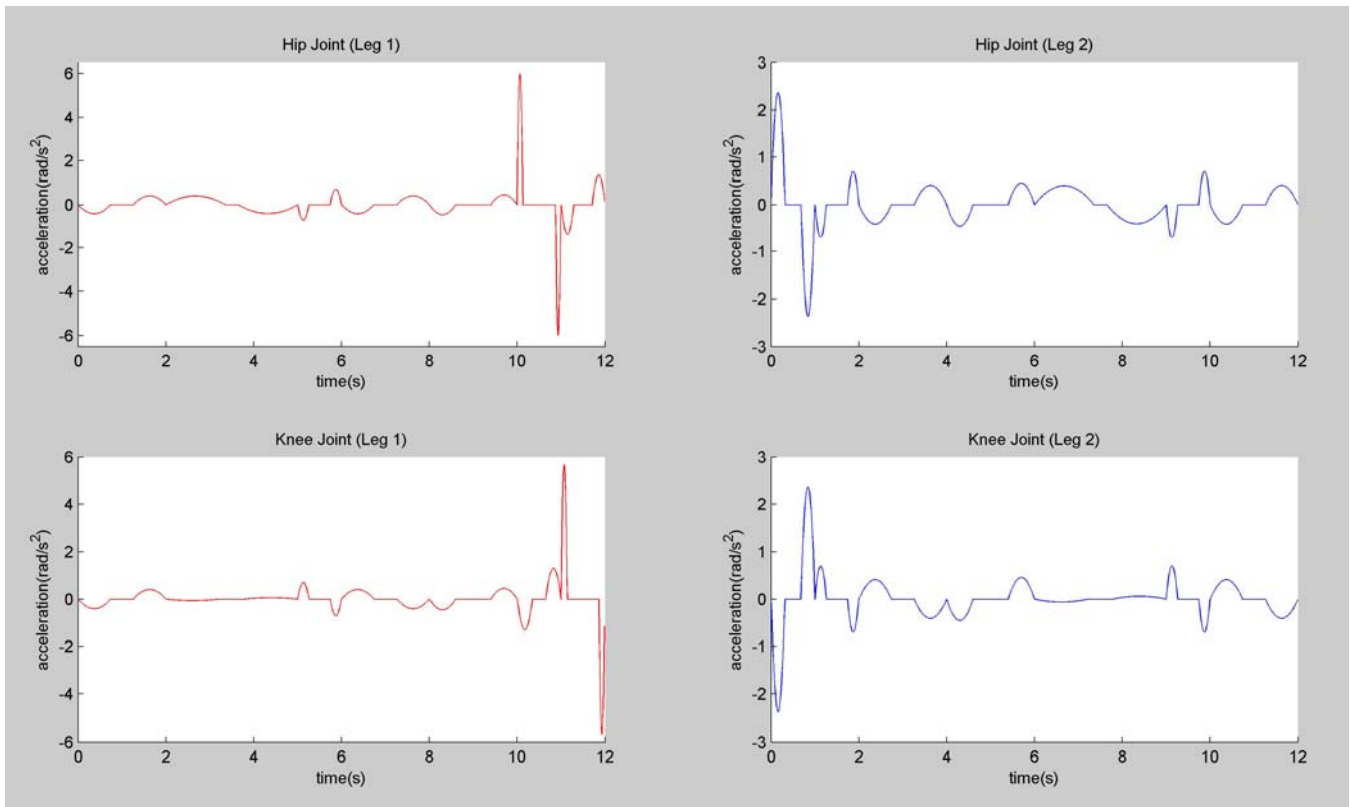 Hip Joint (Leg 1)
6
4
2
0
-2
-4
-6
acceleration(rad/s²)
0 2 4 6 8 10 12
time(s)
Hip Joint (Leg 2)
3
2
1
0
-1
-2
-3
acceleration(rad/s²)
0 2 4 6 8 10 12
time(s)
Knee Joint (Leg 1)
6
4
2
0
-2
-4
-6
acceleration(rad/s²)
0 2 4 6 8 10 12
time(s)
Knee Joint (Leg 2)
3
2
1
0
-1
-2
-3
acceleration(rad/s²)
0 2 4 6 8 10 12
time(s)